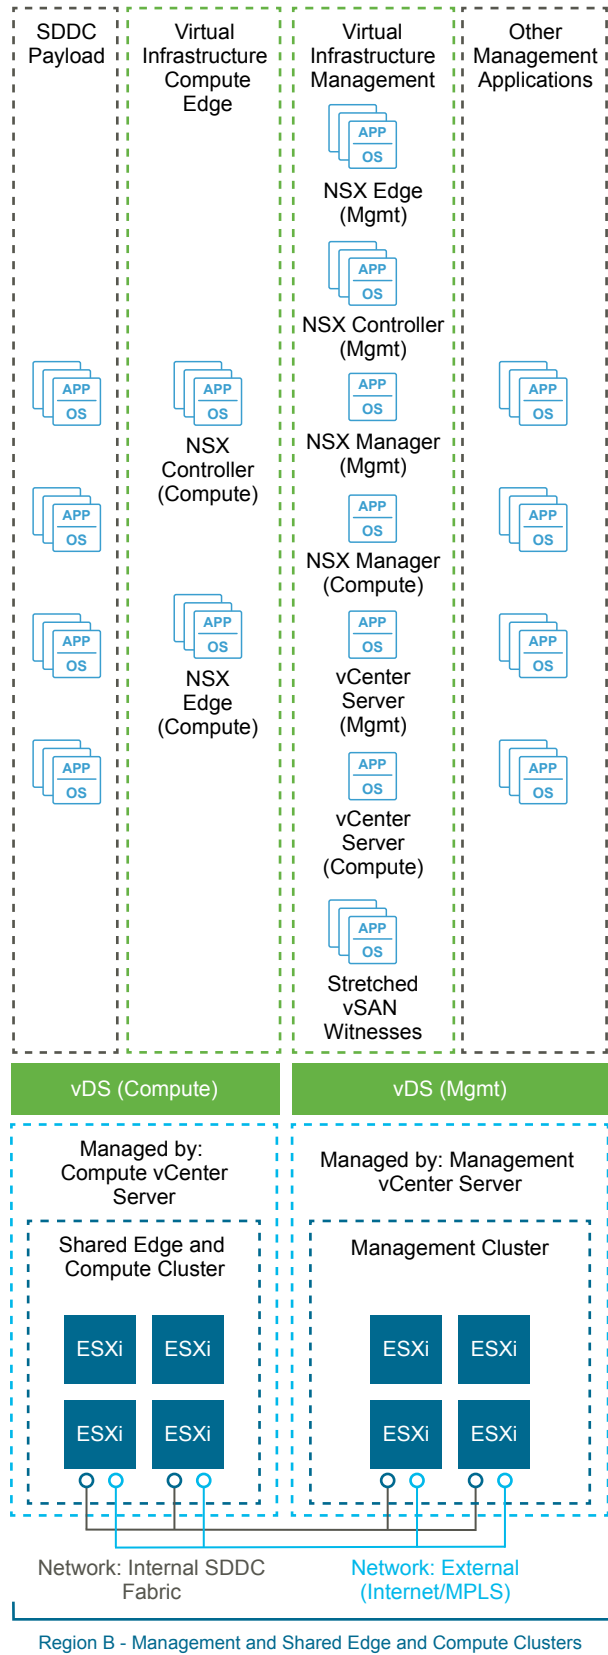 SDDC
Payload
Virtual
Infrastructure
Compute
Edge
Virtual
Infrastructure
Management
Other
Management
Applications
APP
OS
NSX Edge
(Mgmt)
APP
OS
NSX Controller
(Mgmt)
APP
OS
APP
OS
NSX
Controller
(Compute)
APP
OS
NSX Manager
(Mgmt)
APP
OS
APP
OS
APP
OS
NSX Manager
(Compute)
APP
OS
APP
OS
APP
OS
NSX
Edge
(Compute)
APP
OS
vCenter
Server
(Mgmt)
APP
OS
APP
OS
APP
OS
vCenter
Server
(Compute)
APP
OS
APP
OS
Stretched
vSAN
Witnesses
vDS (Compute)
vDS (Mgmt)
Managed by:
Compute vCenter
Server
Managed by: Management
vCenter Server
Shared Edge and
Compute Cluster
Management Cluster
ESXi
ESXi
ESXi
ESXi
ESXi
ESXi
ESXi
ESXi
Network: Internal SDDC
Fabric
Network: External
(Internet/MPLS)
Region B - Management and Shared Edge and Compute Clusters